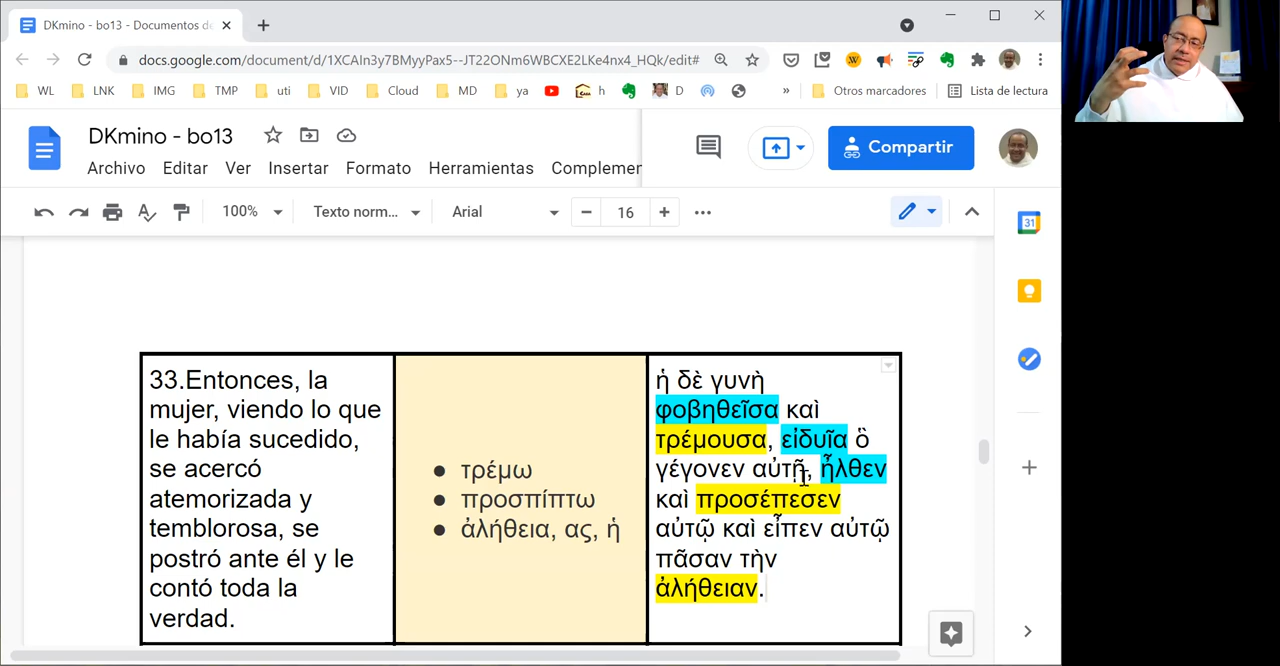 DKmino - bo13 - Documentos de
docs.google.com/document/d/1XCAIn3y7BMyyPax5--JT22ONm6WBCXE2LKe4nx4_HQk/edit#
WL LNK IMG TMP uti VID Cloud MD ya h D » Otros marcadores Lista de lectura
DKmino - bo13
Compartir
Archivo Editar Ver Insertar Formato Herramientas Complemen
100% Texto norm... Arial 16
31
33.Entonces, la
mujer, viendo lo que
le había sucedido,
se acercó
atemorizada y
temblorosa, se
postró ante él y le
contó toda la
verdad.
● τρέμω
● προσπίπτω
● ἀλήθεια, ας, ἡ
ἡ δὲ γυνὴ
φοβηθεῖσα καὶ
τρέμουσα, εἰδυῖα ὃ
γέγονεν αὐτῇ, ἦλθεν
καὶ προσέπεσεν
αὐτῷ καὶ εἶπεν αὐτῷ
πᾶσαν τὴν
ἀλήθειαν.